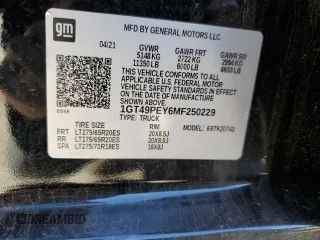 gm
MFD BY GENERAL MOTORS LLC
04/21 GVWR GAWR FRT GAWR RR
5148 KG 2722 KG 2994 KG
11350 LB 6000 LB 6600 LB
THIS VEHICLE CONFORMS TO ALL APPLICABLE U.S. FEDERAL MOTOR VEHICLE SAFETY STANDARDS IN EFFECT ON THE DATE OF MANUFACTURE SHOWN ABOVE.
1GT49PEY6MF250229
TYPE: TRUCK
TIRE SIZE RIM MODEL:
FRT LT275/65R20ES 20X8.5J
RR LT275/65R20ES 20X8.5J
SPA LT275/70R18ES 18X8J
AUTOBIDMASTER